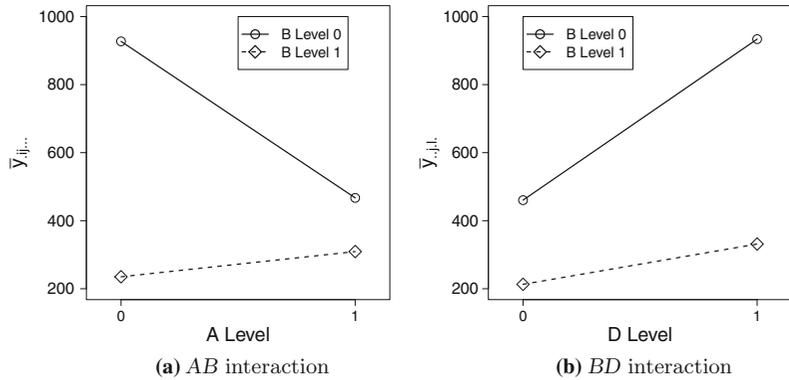 1000
800
600
400
200
ȳ.ij...
B Level 0
B Level 1
0
1
A Level
(a) AB interaction
1000
800
600
400
200
ȳ..j.l.
B Level 0
B Level 1
0
1
D Level
(b) BD interaction